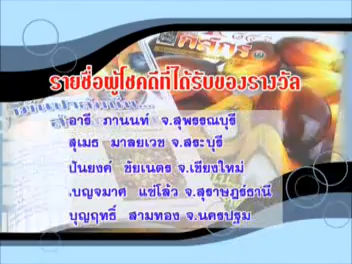 รายชื่อผู้โชคดีที่ได้รับของรางวัล
อารี ภานนท์ จ.สุพรรณบุรี
สุเมธ มาลยเวช จ.สระบุรี
ปันยงค์ ชัยเนตร จ.เชียงใหม่
เบญจมาศ แซ่โล้ว จ.สุราษฎร์ธานี
บุญฤทธิ์ สามทอง จ.นครปฐม